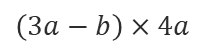 (3a − b) × 4a